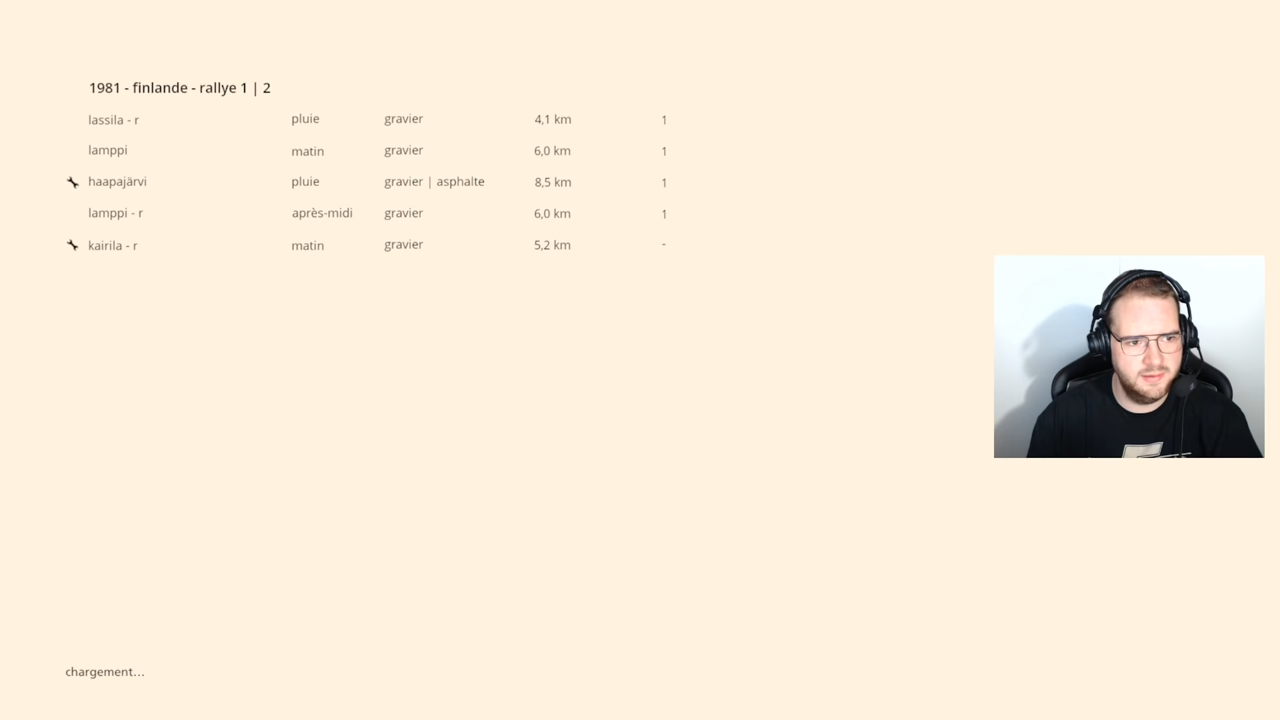 1981 - finlande - rallye 1 | 2
lassila - r pluie gravier 4,1 km 1
lamppi matin gravier 6,0 km 1
haapajärvi pluie gravier | asphalte 8,5 km 1
lamppi - r après-midi gravier 6,0 km 1
kairila - r matin gravier 5,2 km -
chargement...